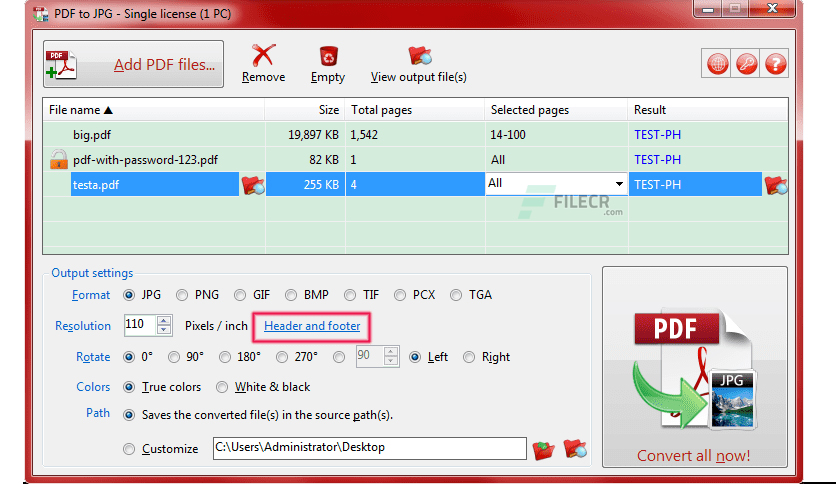 PDF to JPG - Single license (1 PC)
PDF Add PDF files... Remove Empty View output file(s)
File name ▲ Size Total pages Selected pages Result
big.pdf 19,897 KB 1,542 14-100 TEST-PH
pdf-with-password-123.pdf 82 KB 1 All TEST-PH
testa.pdf 255 KB 4 All TEST-PH
FILECR
.com
Output settings
Format JPG PNG GIF BMP TIF PCX TGA
Resolution 110 Pixels / inch Header and footer
Rotate 0° 90° 180° 270° 90 Left Right
Colors True colors White & black
Path Saves the converted file(s) in the source path(s).
Customize C:\Users\Administrator\Desktop
PDF
JPG
Convert all now!